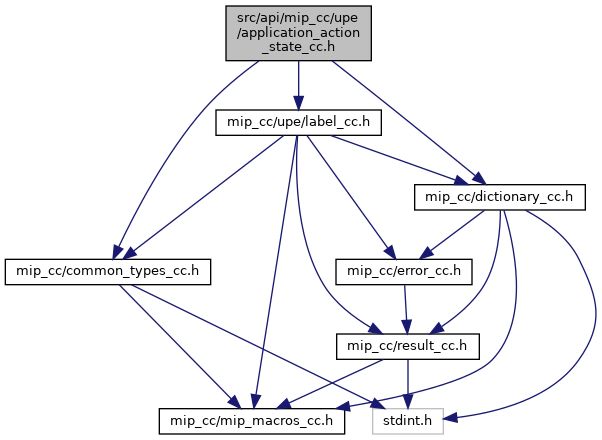 src/api/mip_cc/upe
/application_action
_state_cc.h
mip_cc/upe/label_cc.h
mip_cc/dictionary_cc.h
mip_cc/common_types_cc.h
mip_cc/error_cc.h
mip_cc/result_cc.h
mip_cc/mip_macros_cc.h
stdint.h